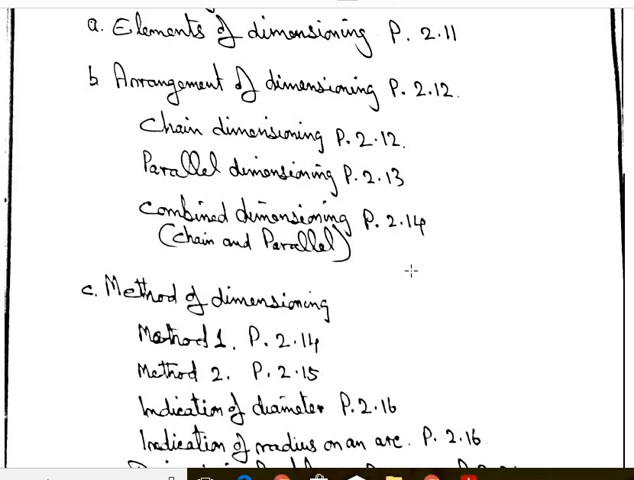 a. Elements of dimensioning P. 2.11
b Arrangement of dimensioning P. 2.12.
Chain dimensioning P. 2.12.
Parallel dimensioning P. 2.13
Combined dimensioning P. 2.14
(Chain and Parallel)
c. Method of dimensioning
Method 1. P. 2.14
Method 2. P. 2.15
Indication of diameter P. 2.16
Indication of radius on an arc. P. 2.16